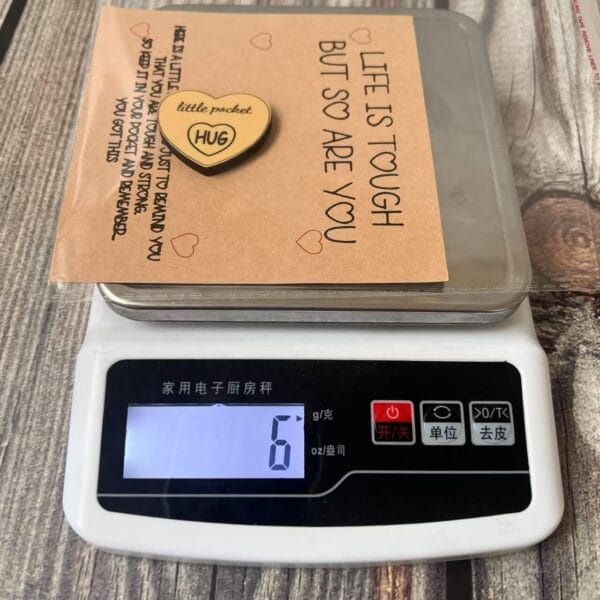 LIFE IS TOUGH
BUT SO ARE YOU
little pocket
HUG
HERE IS A LITTLE
JUST TO REMIND YOU
THAT YOU ARE TOUGH AND STRONG.
SO KEEP IT IN YOUR POCKET AND REMEMBER...
YOU GOT THIS
家用电子厨房秤
6
g/克
oz/盎司
开/关
单位
>0/T<
去皮